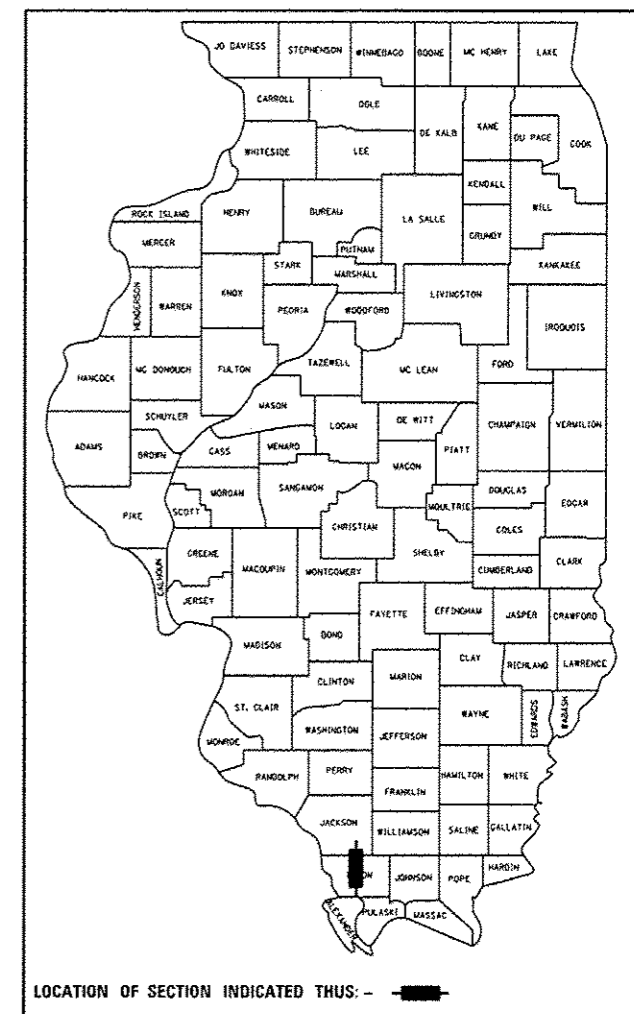 JO DAVIESS STEPHENSON WINNEBAGO BOONE MC HENRY LAKE
CARROLL OGLE DE KALB KANE DU PAGE COOK
WHITESIDE LEE KENDALL WILL
ROCK ISLAND HENRY BUREAU LA SALLE GRUNDY
MERCER PUTNAM KANKAKEE
STARK MARSHALL
HENDERSON WARREN KNOX PEORIA WOODFORD LIVINGSTON IROQUOIS
HANCOCK MC DONOUGH FULTON TAZEWELL MC LEAN FORD
SCHUYLER MASON LOGAN DE WITT CHAMPAIGN VERMILION
ADAMS BROWN CASS MENARD MACON PIATT
PIKE SCOTT MORGAN SANGAMON CHRISTIAN MOULTRIE DOUGLAS EDGAR
COLES
CALHOUN GREENE MACOUPIN MONTGOMERY SHELBY CUMBERLAND CLARK
JERSEY FAYETTE EFFINGHAM JASPER CRAWFORD
MADISON BOND CLAY RICHLAND LAWRENCE
CLINTON MARION
ST. CLAIR WASHINGTON WAYNE EDWARDS WABASH
MONROE JEFFERSON
RANDOLPH PERRY HAMILTON WHITE
FRANKLIN
JACKSON WILLIAMSON SALINE GALLATIN
JOHNSON POPE HARDIN
ALEXANDER PULASKI MASSAC
LOCATION OF SECTION INDICATED THUS: -